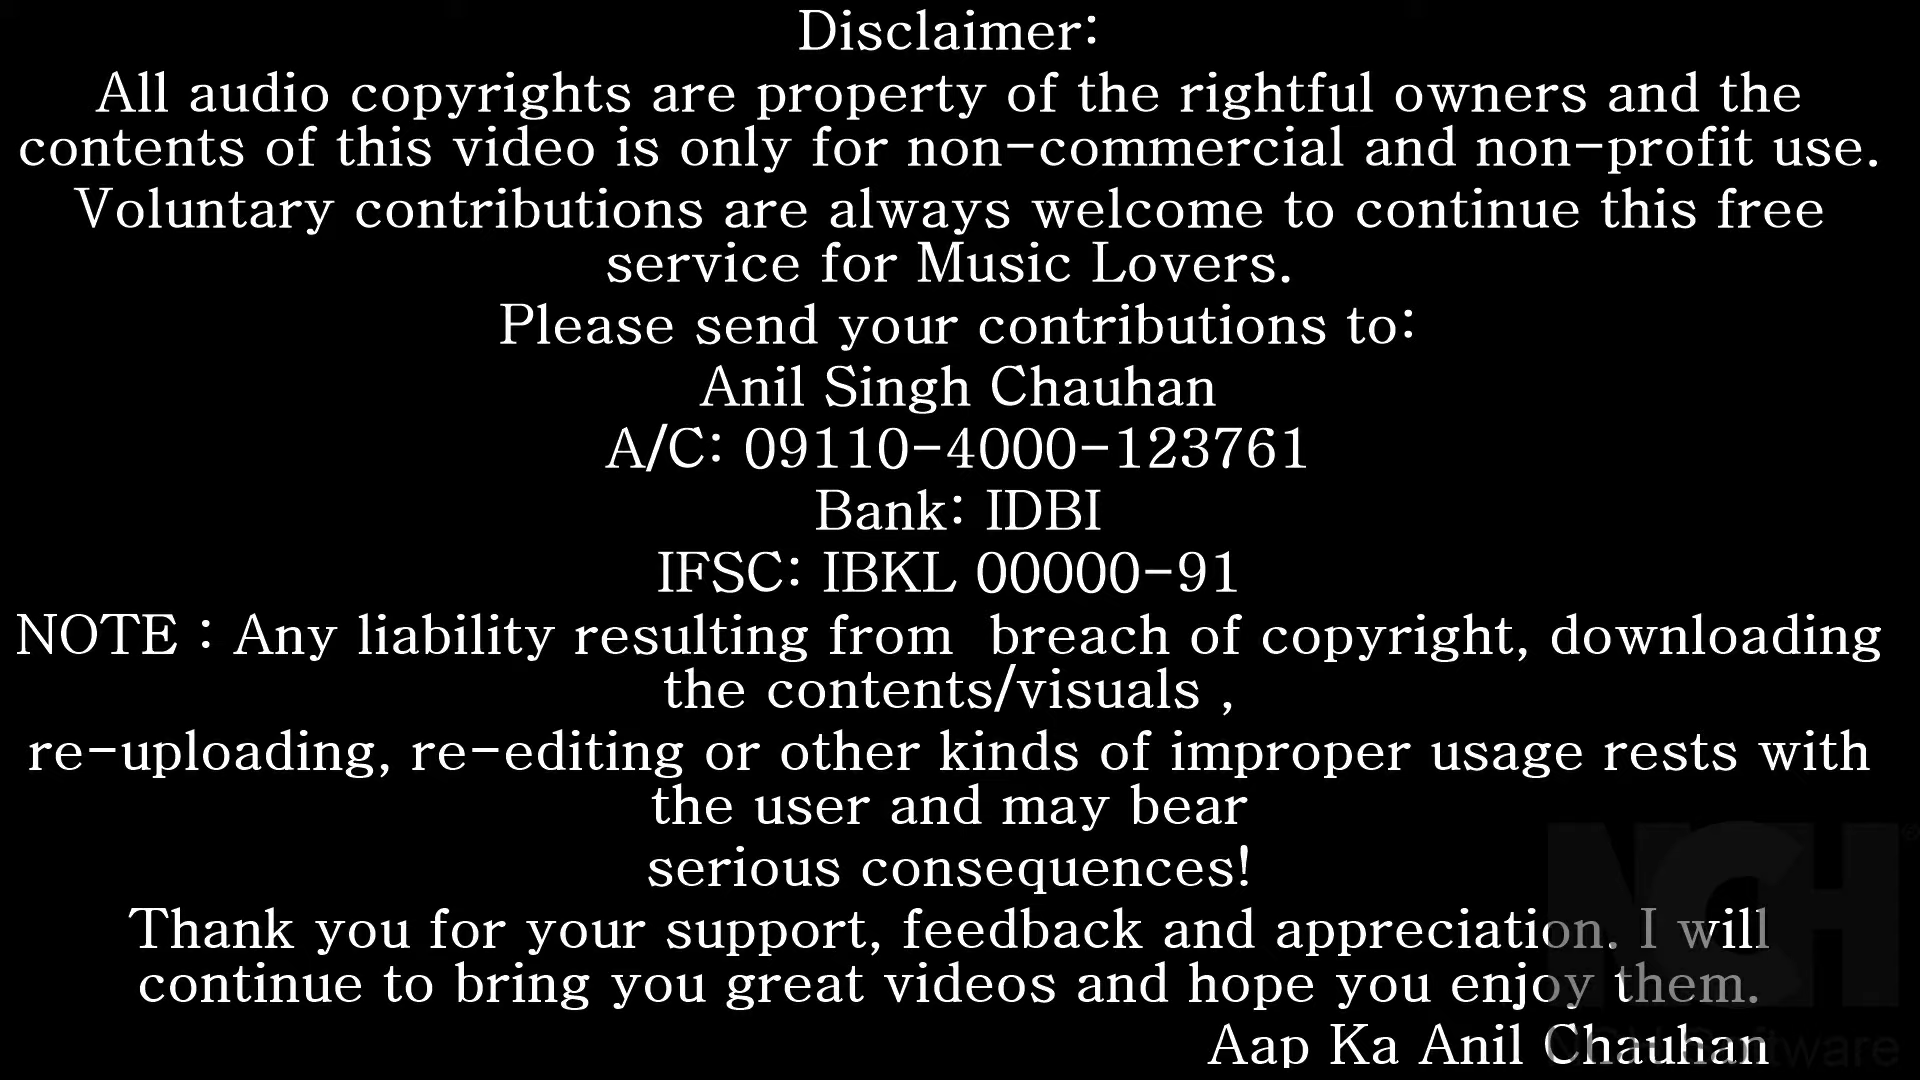 Disclaimer:
All audio copyrights are property of the rightful owners and the
contents of this video is only for non-commercial and non-profit use.
Voluntary contributions are always welcome to continue this free
service for Music Lovers.
Please send your contributions to:
Anil Singh Chauhan
A/C: 09110-4000-123761
Bank: IDBI
IFSC: IBKL 00000-91
NOTE : Any liability resulting from  breach of copyright, downloading
the contents/visuals ,
re-uploading, re-editing or other kinds of improper usage rests with
the user and may bear
serious consequences!
Thank you for your support, feedback and appreciation. I will
continue to bring you great videos and hope you enjoy them.
Aap Ka Anil Chauhan
NCH®
NCH Software